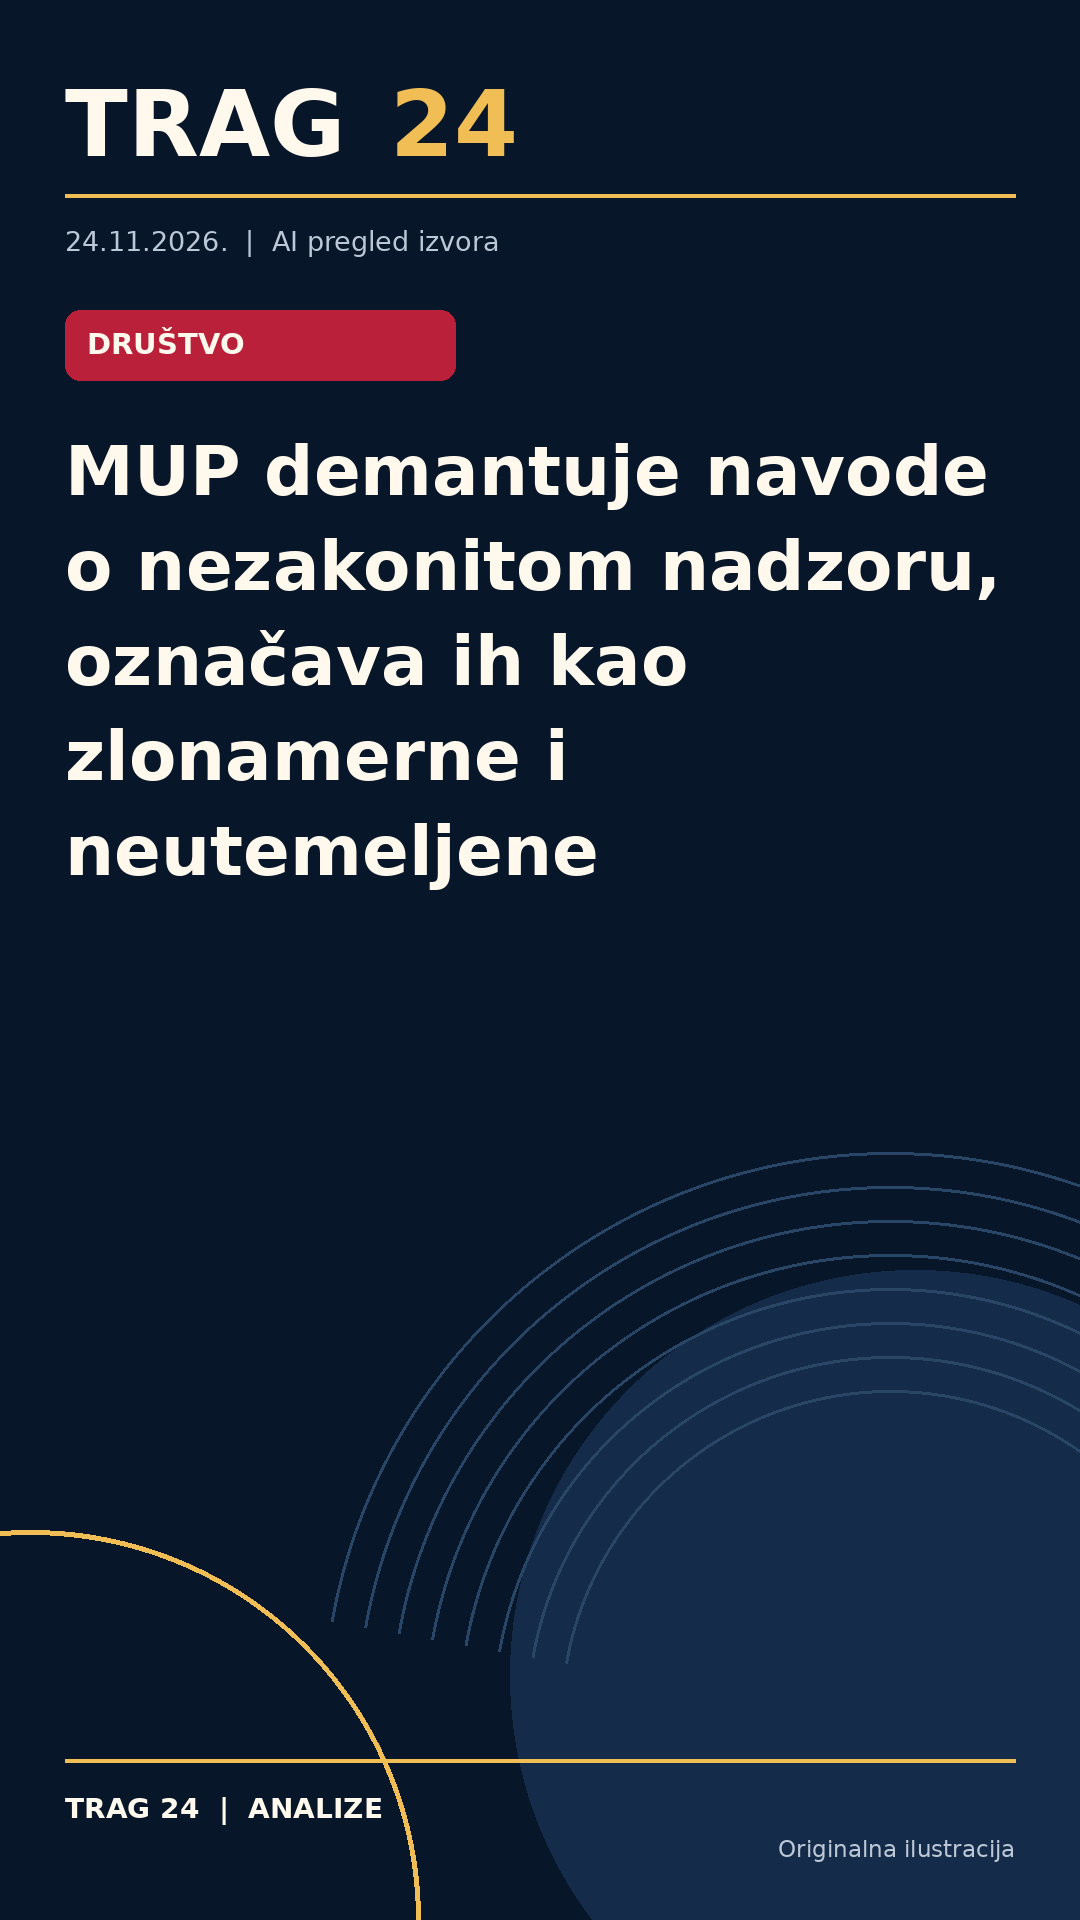 TRAG 24
24.11.2026. | AI pregled izvora
DRUŠTVO
MUP demantuje navode
o nezakonitom nadzoru,
označava ih kao
zlonamerne i
neutemeljene
TRAG 24 | ANALIZE
Originalna ilustracija